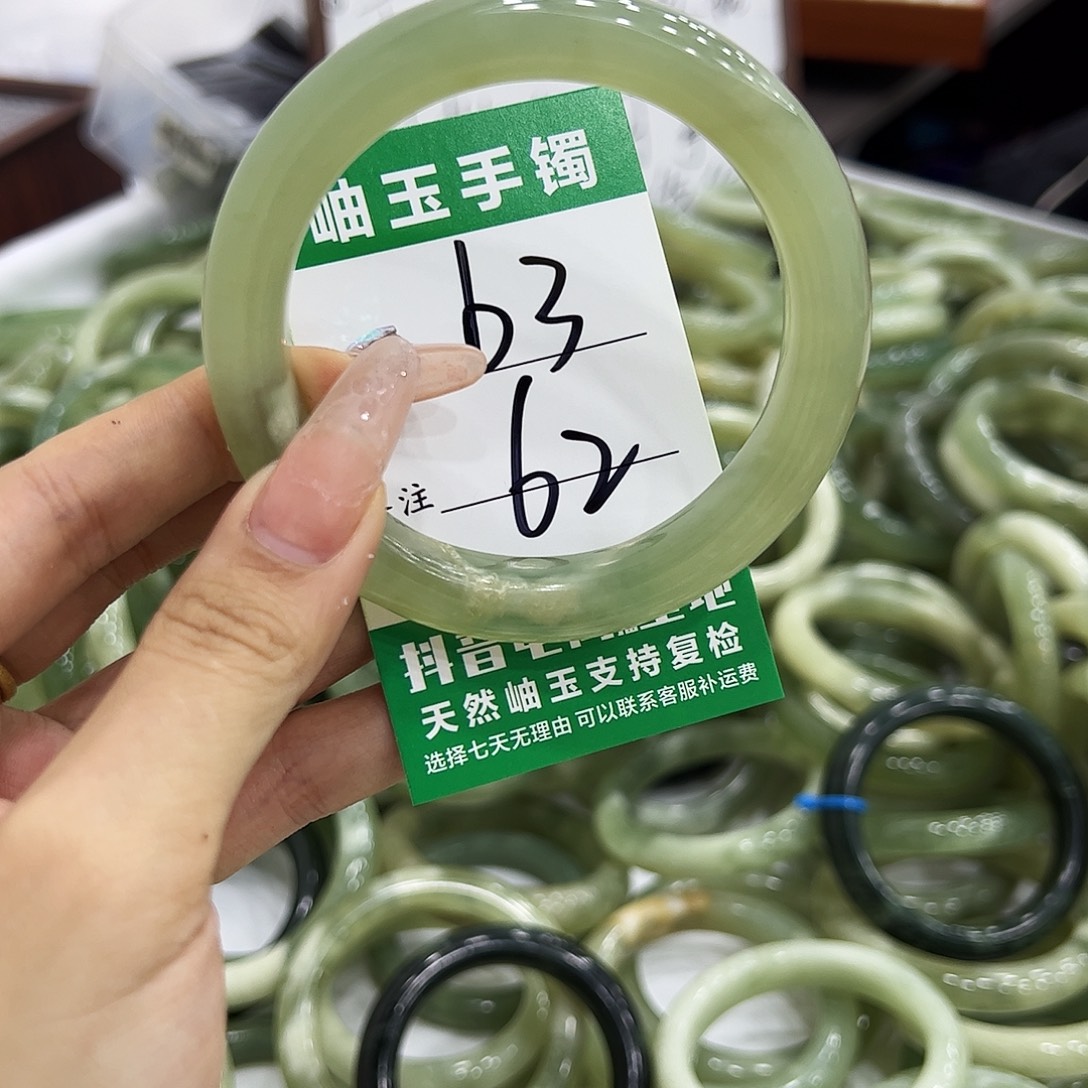 岫玉手镯
63
注 62
抖音电
天然岫玉支持复检
选择七天无理由 可以联系客服补运费